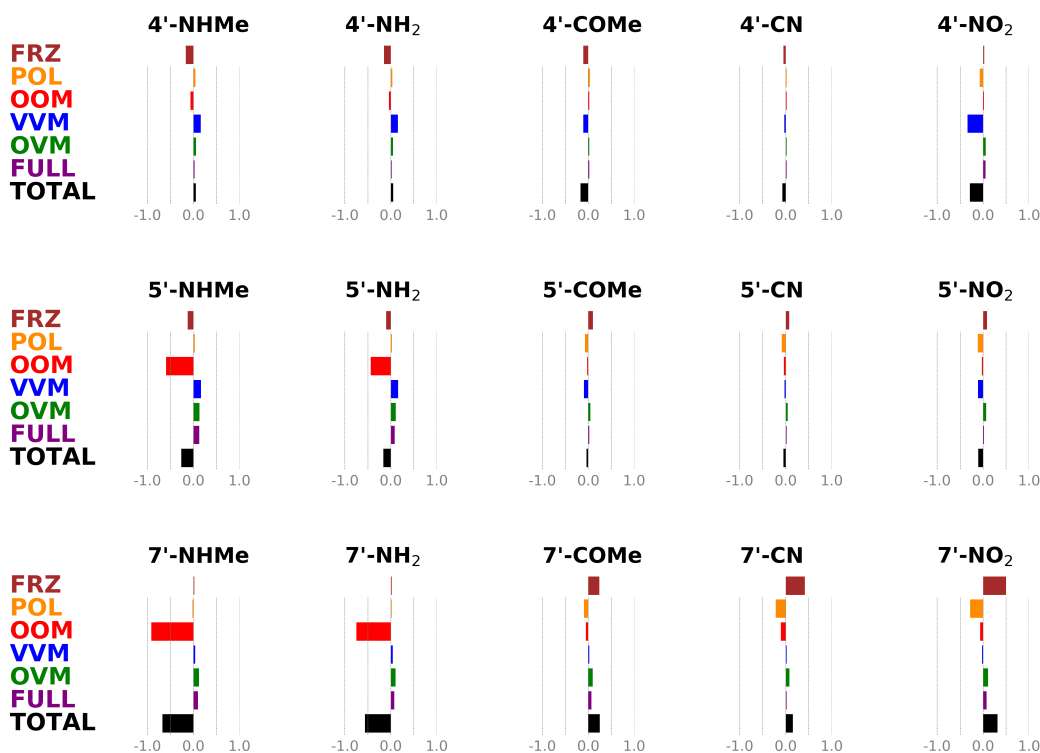 4'-NHMe 4'-NH₂ 4'-COMe 4'-CN 4'-NO₂
FRZ
POL
OOM
VVM
OVM
FULL
TOTAL
-1.0 0.0 1.0 -1.0 0.0 1.0 -1.0 0.0 1.0 -1.0 0.0 1.0 -1.0 0.0 1.0
5'-NHMe 5'-NH₂ 5'-COMe 5'-CN 5'-NO₂
FRZ
POL
OOM
VVM
OVM
FULL
TOTAL
-1.0 0.0 1.0 -1.0 0.0 1.0 -1.0 0.0 1.0 -1.0 0.0 1.0 -1.0 0.0 1.0
7'-NHMe 7'-NH₂ 7'-COMe 7'-CN 7'-NO₂
FRZ
POL
OOM
VVM
OVM
FULL
TOTAL
-1.0 0.0 1.0 -1.0 0.0 1.0 -1.0 0.0 1.0 -1.0 0.0 1.0 -1.0 0.0 1.0